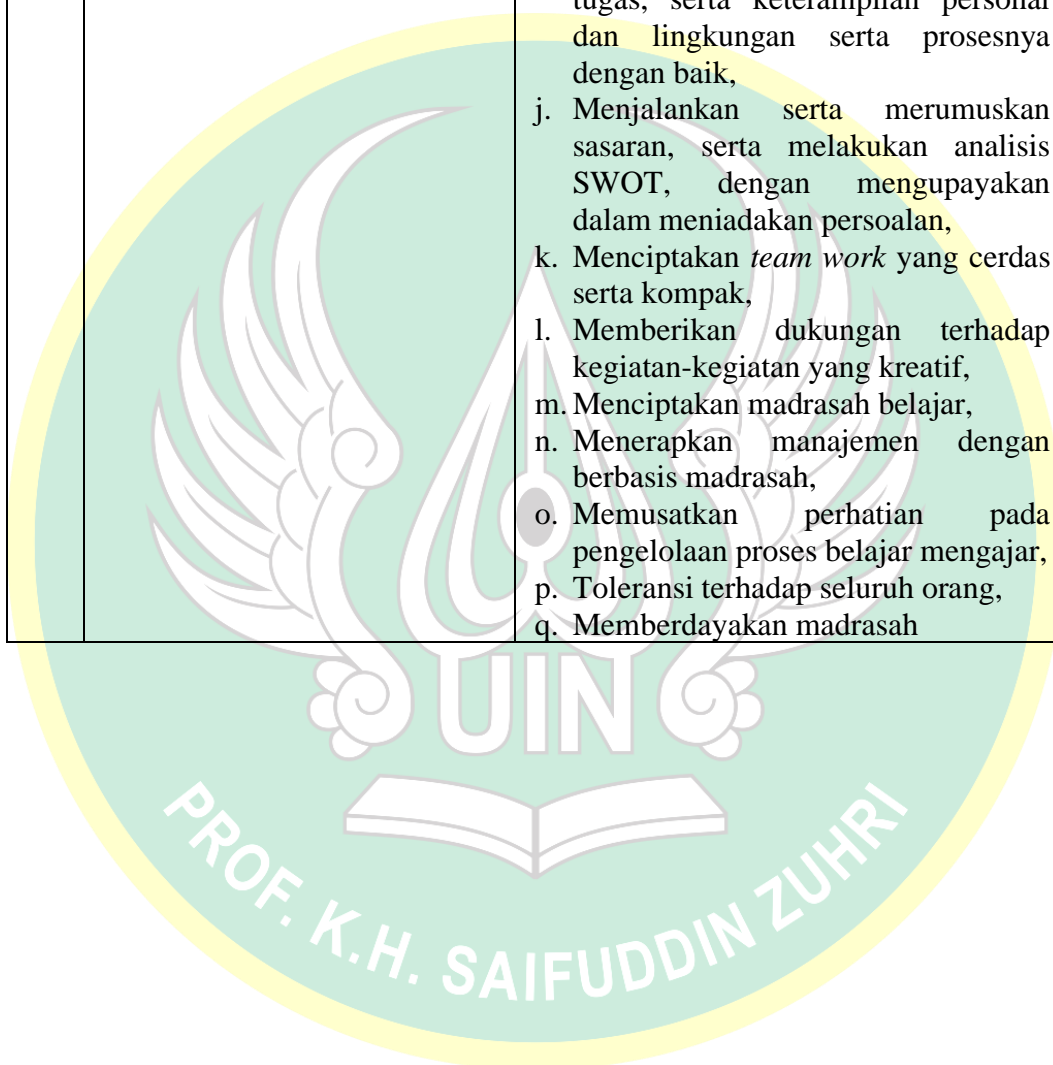 tugas, serta keterampilan personal
dan lingkungan serta prosesnya
dengan baik,
j. Menjalankan serta merumuskan
sasaran, serta melakukan analisis
SWOT, dengan mengupayakan
dalam meniadakan persoalan,
k. Menciptakan team work yang cerdas
serta kompak,
l. Memberikan dukungan terhadap
kegiatan-kegiatan yang kreatif,
m. Menciptakan madrasah belajar,
n. Menerapkan manajemen dengan
berbasis madrasah,
o. Memusatkan perhatian pada
pengelolaan proses belajar mengajar,
p. Toleransi terhadap seluruh orang,
q. Memberdayakan madrasah
UIN
PROF. K.H. SAIFUDDIN ZUHRI